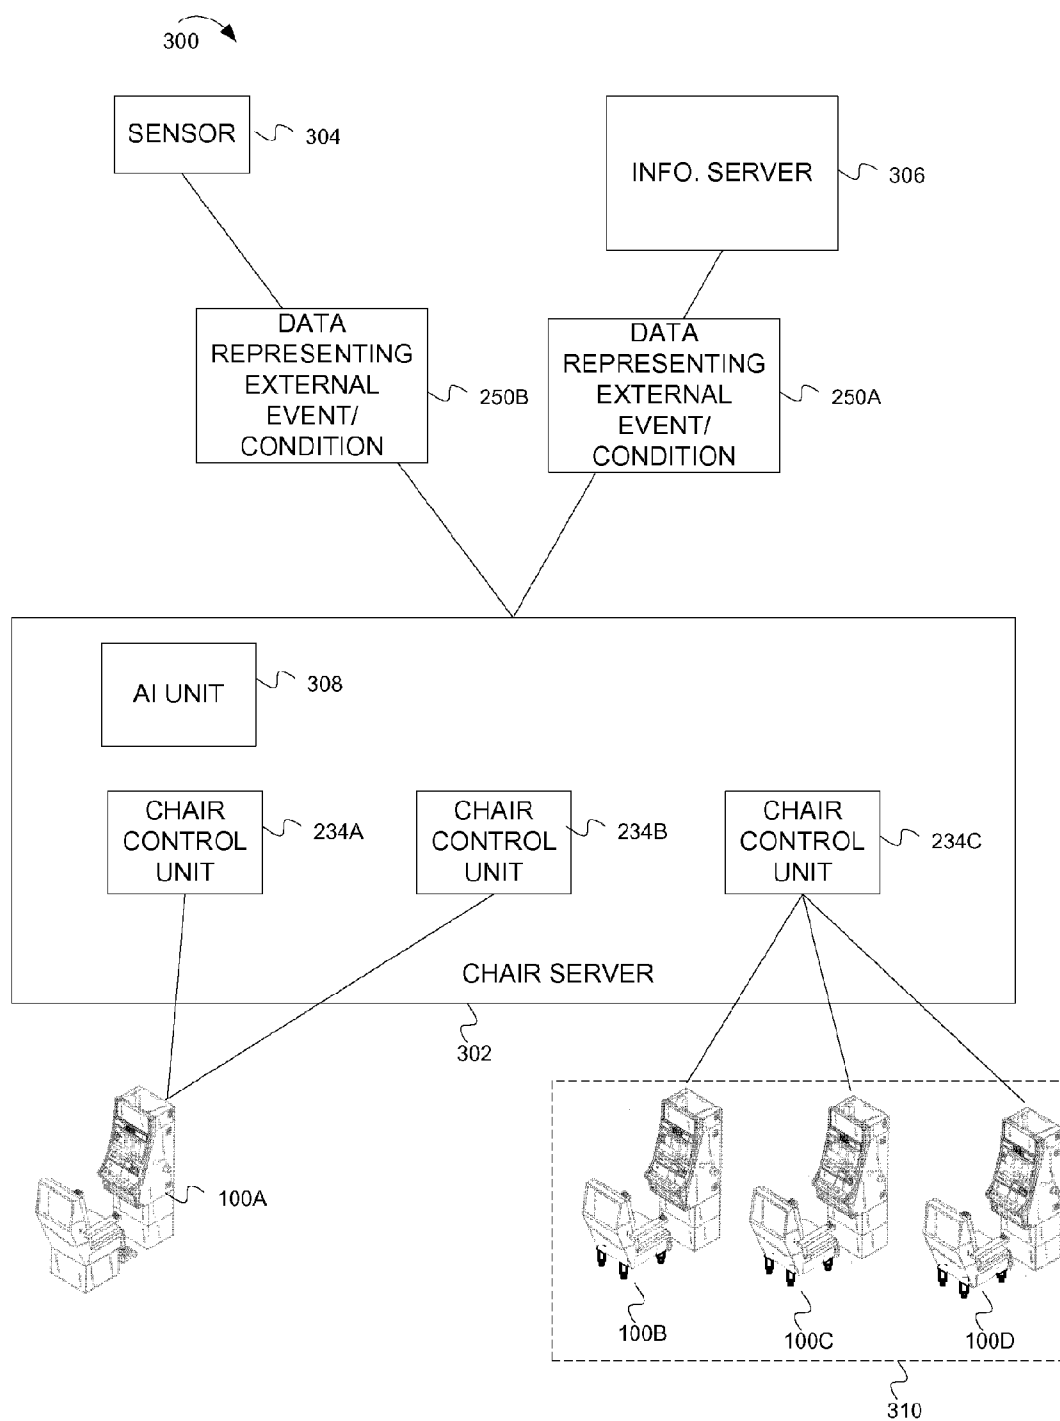 300
SENSOR
304
INFO. SERVER
306
DATA
REPRESENTING
EXTERNAL
EVENT/
CONDITION
250B
DATA
REPRESENTING
EXTERNAL
EVENT/
CONDITION
250A
AI UNIT
308
CHAIR
CONTROL
UNIT
234A
CHAIR
CONTROL
UNIT
234B
CHAIR
CONTROL
UNIT
234C
CHAIR SERVER
302
100A
100B
100C
100D
310